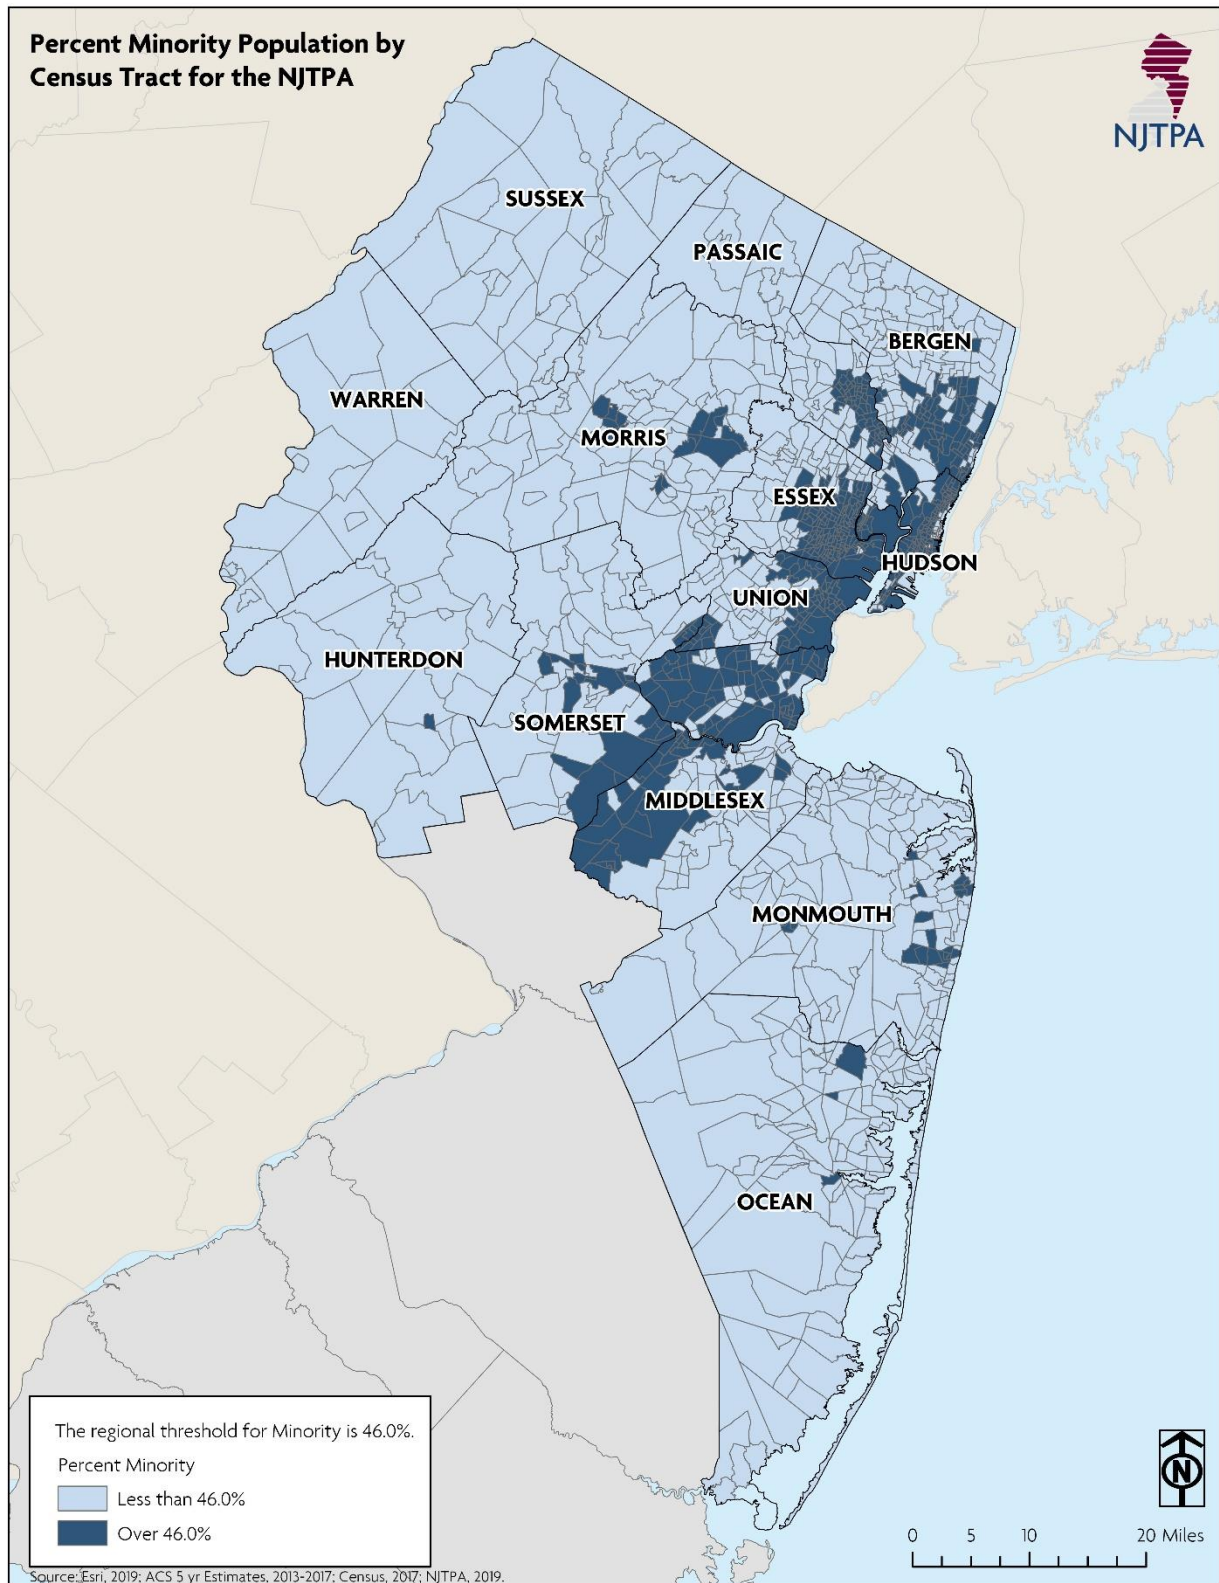 Percent Minority Population by
Census Tract for the NJTPA
NJTPA
SUSSEX
PASSAIC
BERGEN
WARREN
MORRIS
ESSEX
HUDSON
UNION
HUNTERDON
SOMERSET
MIDDLESEX
MONMOUTH
OCEAN
The regional threshold for Minority is 46.0%.
Percent Minority
Less than 46.0%
Over 46.0%
N
0 5 10 20 Miles
Source: Esri, 2019; ACS 5 yr Estimates, 2013-2017; Census, 2017; NJTPA, 2019.